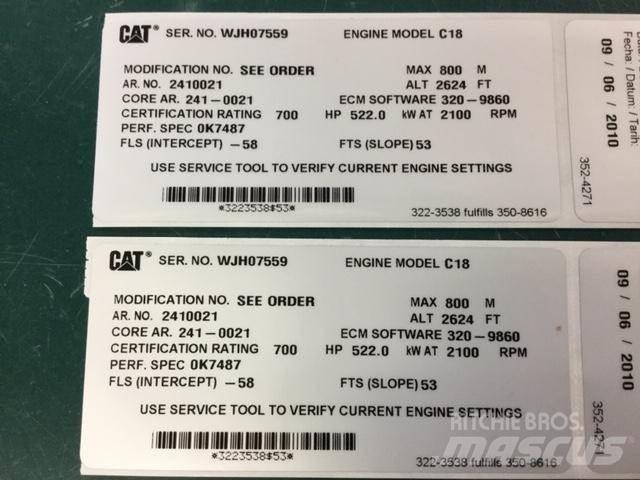 CAT® SER. NO. WJH07559 ENGINE MODEL C18
MODIFICATION NO. SEE ORDER MAX 800 M
AR. NO. 2410021 ALT 2624 FT
CORE AR. 241-0021 ECM SOFTWARE 320-9860
CERTIFICATION RATING 700 HP 522.0 kW AT 2100 RPM
PERF. SPEC 0K7487
FLS (INTERCEPT) -58 FTS (SLOPE) 53
USE SERVICE TOOL TO VERIFY CURRENT ENGINE SETTINGS
*3223538$53*
322-3538 fulfills 350-8616
Fecha: / Datum: / Tarih:
09 / 06 / 2010
352-4271
CAT® SER. NO. WJH07559 ENGINE MODEL C18
MODIFICATION NO. SEE ORDER MAX 800 M
AR. NO. 2410021 ALT 2624 FT
CORE AR. 241-0021 ECM SOFTWARE 320-9860
CERTIFICATION RATING 700 HP 522.0 kW AT 2100 RPM
PERF. SPEC 0K7487
FLS (INTERCEPT) -58 FTS (SLOPE) 53
USE SERVICE TOOL TO VERIFY CURRENT ENGINE SETTINGS
*3223538$53*
322-3538 fulfills 350-8616
09 / 06 / 2010
352-4271
RITCHIE BROS.
mascus